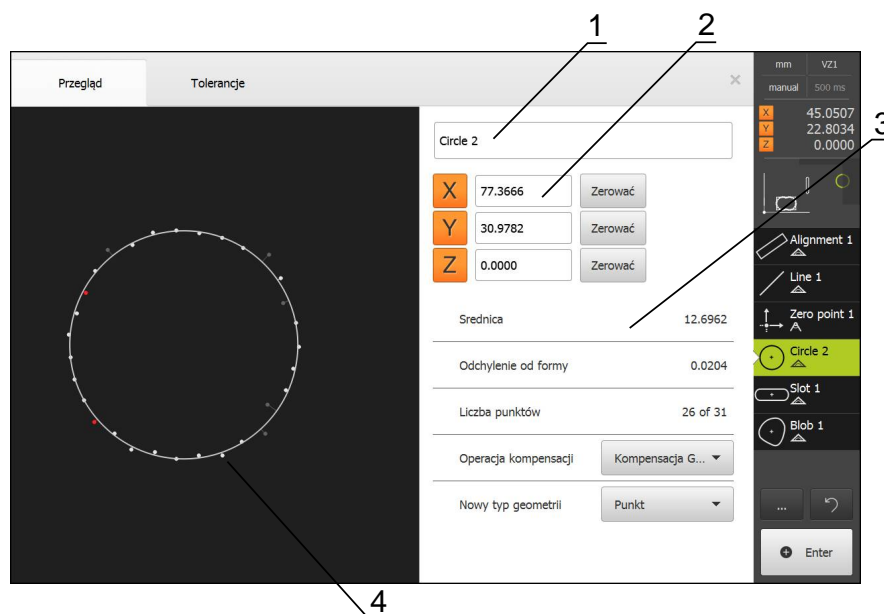 1
2
3
4
Przegląd
Tolerancje
×
Circle 2
X
77.3666
Zerować
Y
30.9782
Zerować
Z
0.0000
Zerować
Srednica
12.6962
Odchylenie od formy
0.0204
Liczba punktów
26 of 31
Operacja kompensacji
Kompensacja G...
Nowy typ geometrii
Punkt
mm
VZ1
manual
500 ms
X
45.0507
Y
22.8034
Z
0.0000
Alignment 1
Line 1
Zero point 1
Circle 2
Slot 1
Blob 1
...
Enter